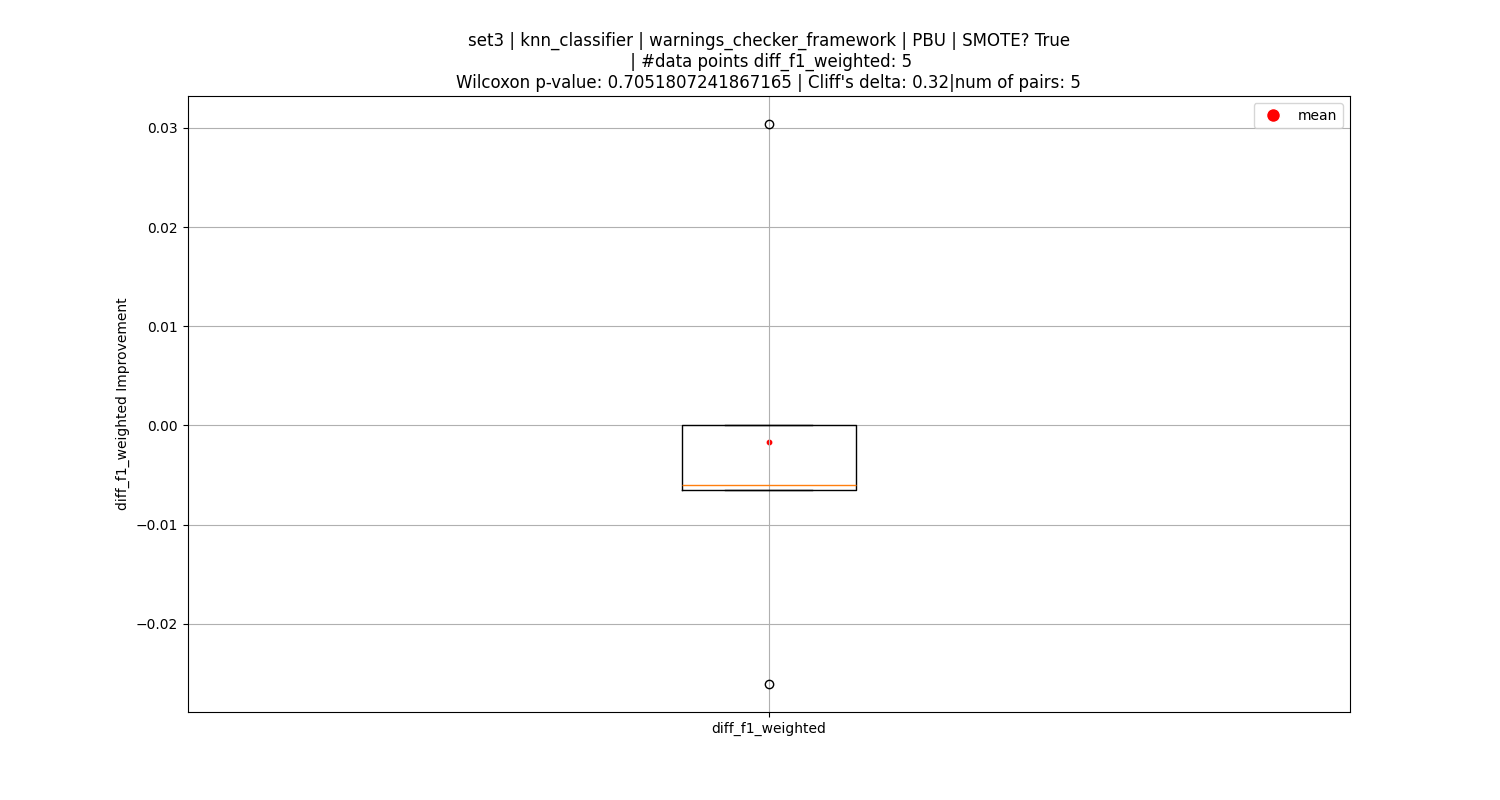 set3 | knn_classifier | warnings_checker_framework | PBU | SMOTE? True
| #data points diff_f1_weighted: 5
Wilcoxon p-value: 0.7051807241867165 | Cliff's delta: 0.32|num of pairs: 5
mean
0.03
0.02
0.01
0.00
−0.01
−0.02
diff_f1_weighted Improvement
diff_f1_weighted